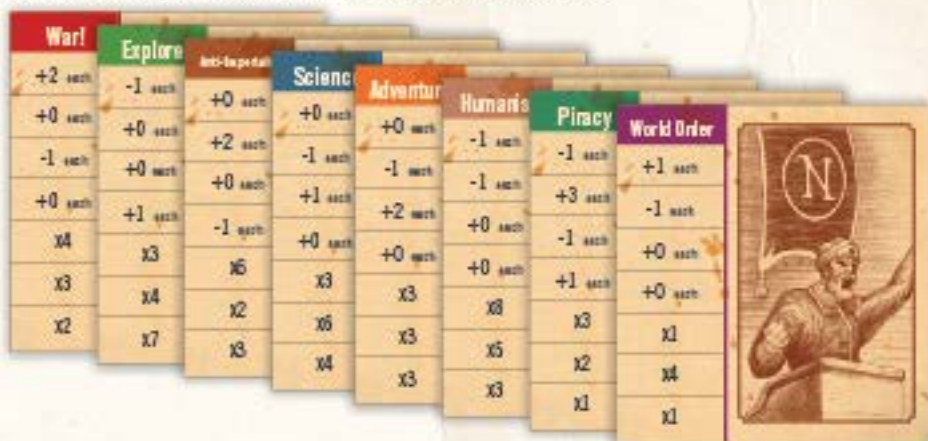 War!
+2 each
+0 each
-1 each
+0 each
x4
x3
x2
Explore
-1 each
+0 each
+0 each
+1 each
x3
x4
x7
Anti-Imperiali
+0 each
+2 each
+0 each
-1 each
x6
x2
x3
Scienc
+0 each
-1 each
+1 each
+0 each
x3
x6
x4
Adventur
+0 each
-1 each
+2 each
+0 each
x3
x3
x3
Humanis
-1 each
-1 each
+0 each
+0 each
x8
x5
x3
Piracy
-1 each
+3 each
-1 each
+1 each
x3
x2
x1
World Order
+1 each
-1 each
+0 each
+0 each
x1
x4
x1
N